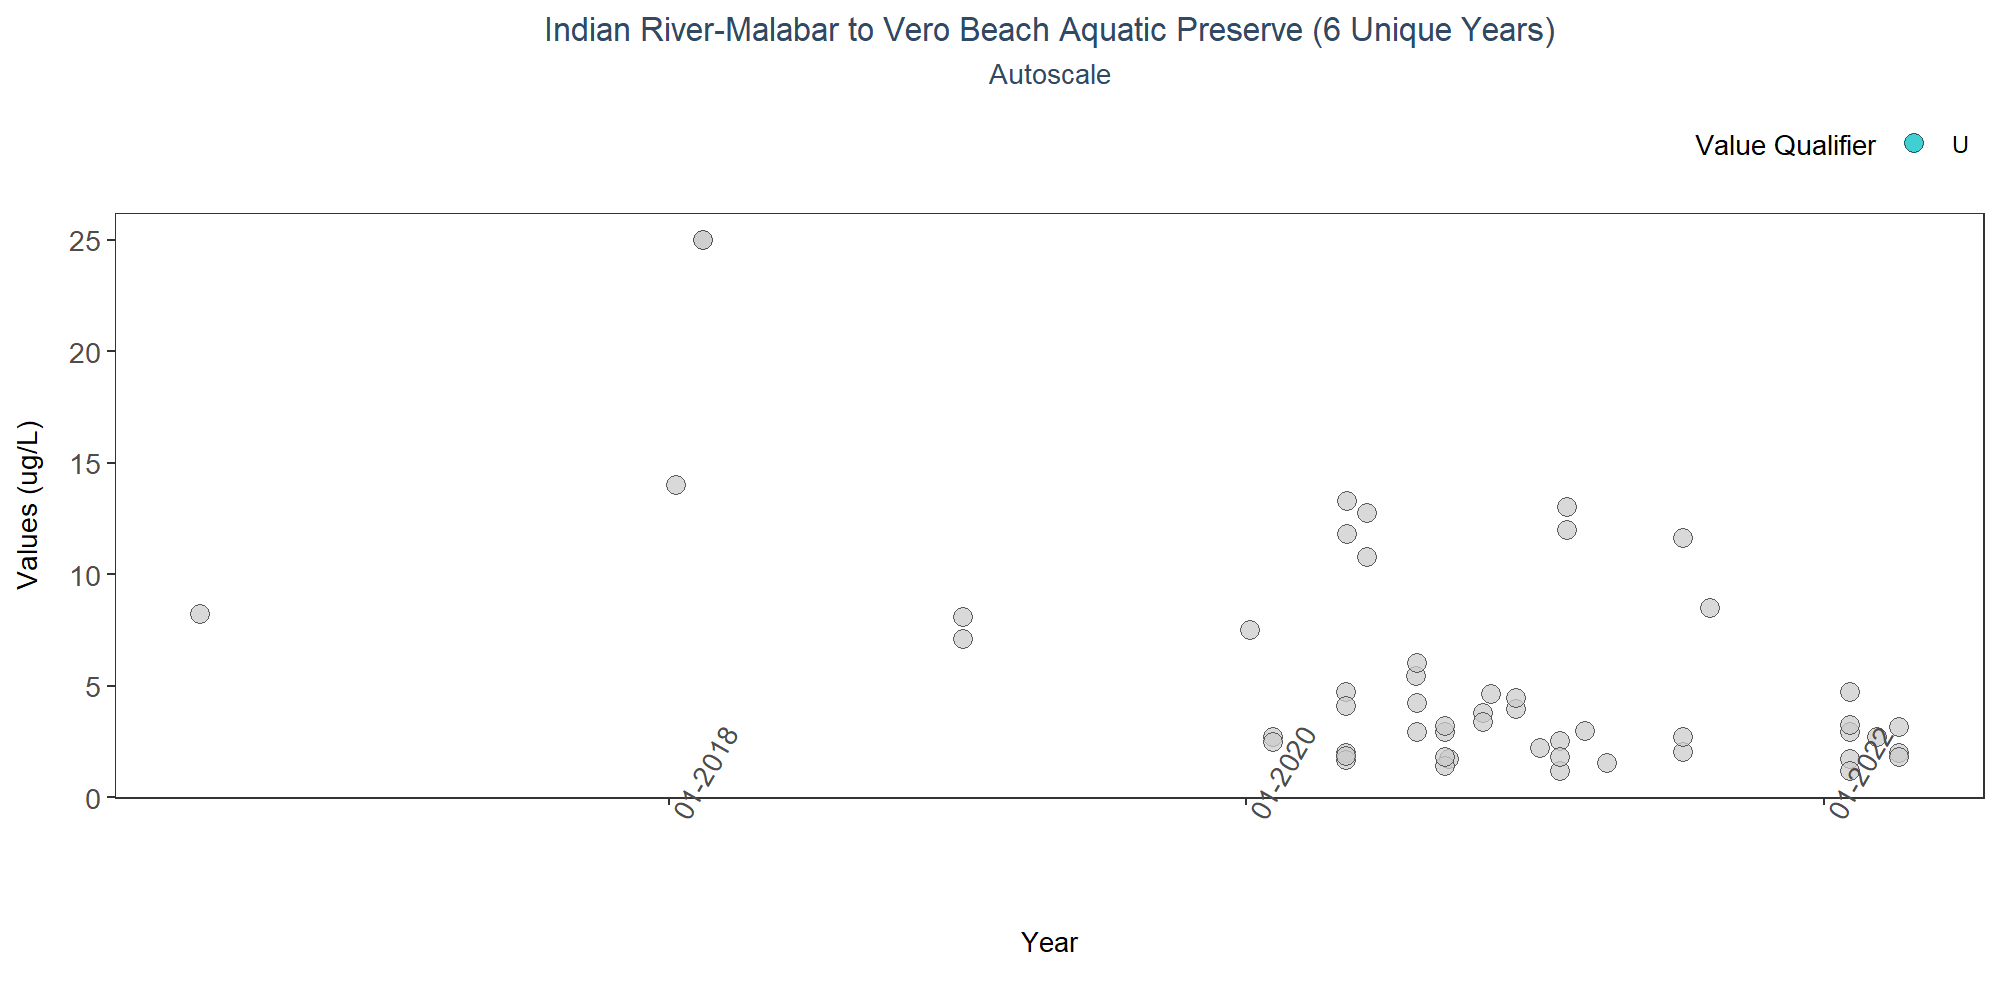 Indian River-Malabar to Vero Beach Aquatic Preserve (6 Unique Years)
Autoscale
Value Qualifier U
Values (ug/L)
25
20
15
10
5
0
01-2018
01-2020
01-2022
Year